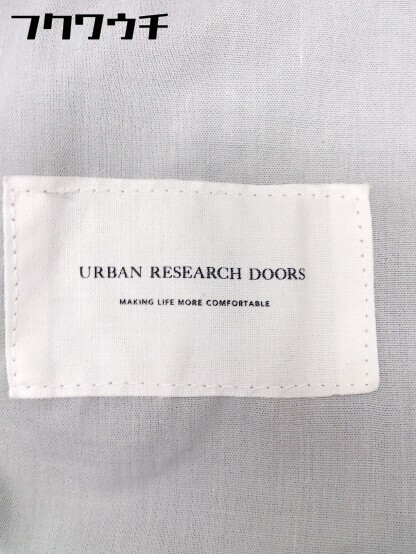 フクワウチ
URBAN RESEARCH DOORS
MAKING LIFE MORE COMFORTABLE